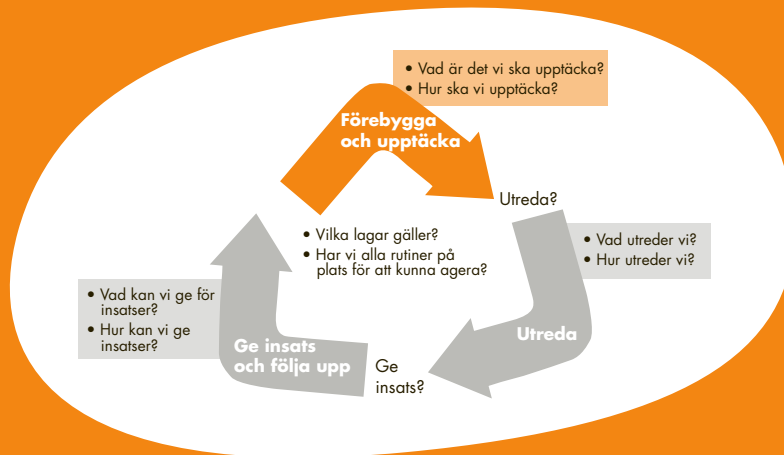 • Vad är det vi ska upptäcka?
• Hur ska vi upptäcka?
Förebygga
och upptäcka
Utreda?
• Vilka lagar gäller?
• Har vi alla rutiner på
plats för att kunna agera?
• Vad utreder vi?
• Hur utreder vi?
• Vad kan vi ge för
insatser?
• Hur kan vi ge
insatser?
Utreda
Ge insats
och följa upp
Ge
insats?